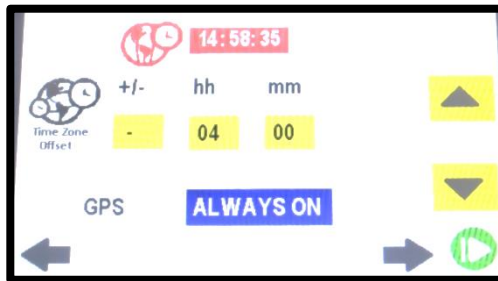 14:58:35
+/- hh mm
Time Zone
Offset
- 04 00
GPS ALWAYS ON